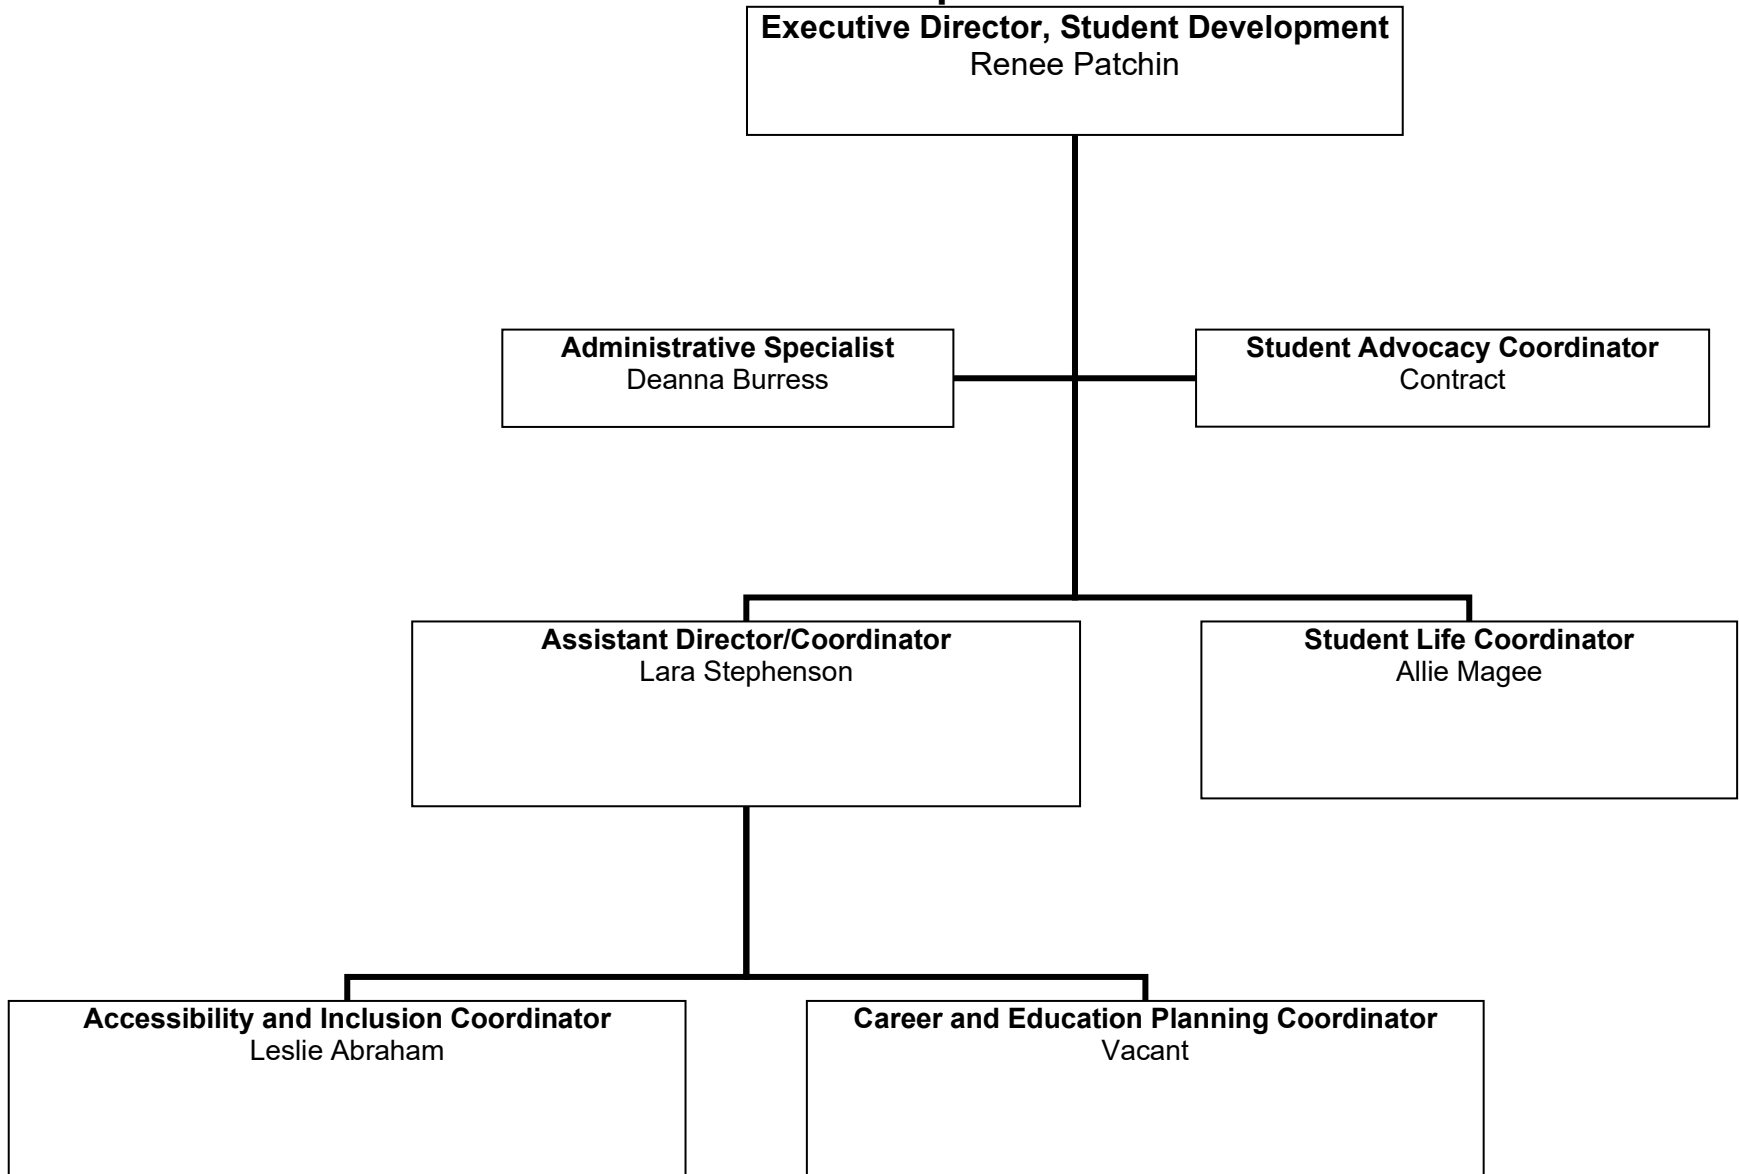 Executive Director, Student Development
Renee Patchin
Administrative Specialist
Deanna Burress
Student Advocacy Coordinator
Contract
Assistant Director/Coordinator
Lara Stephenson
Student Life Coordinator
Allie Magee
Accessibility and Inclusion Coordinator
Leslie Abraham
Career and Education Planning Coordinator
Vacant